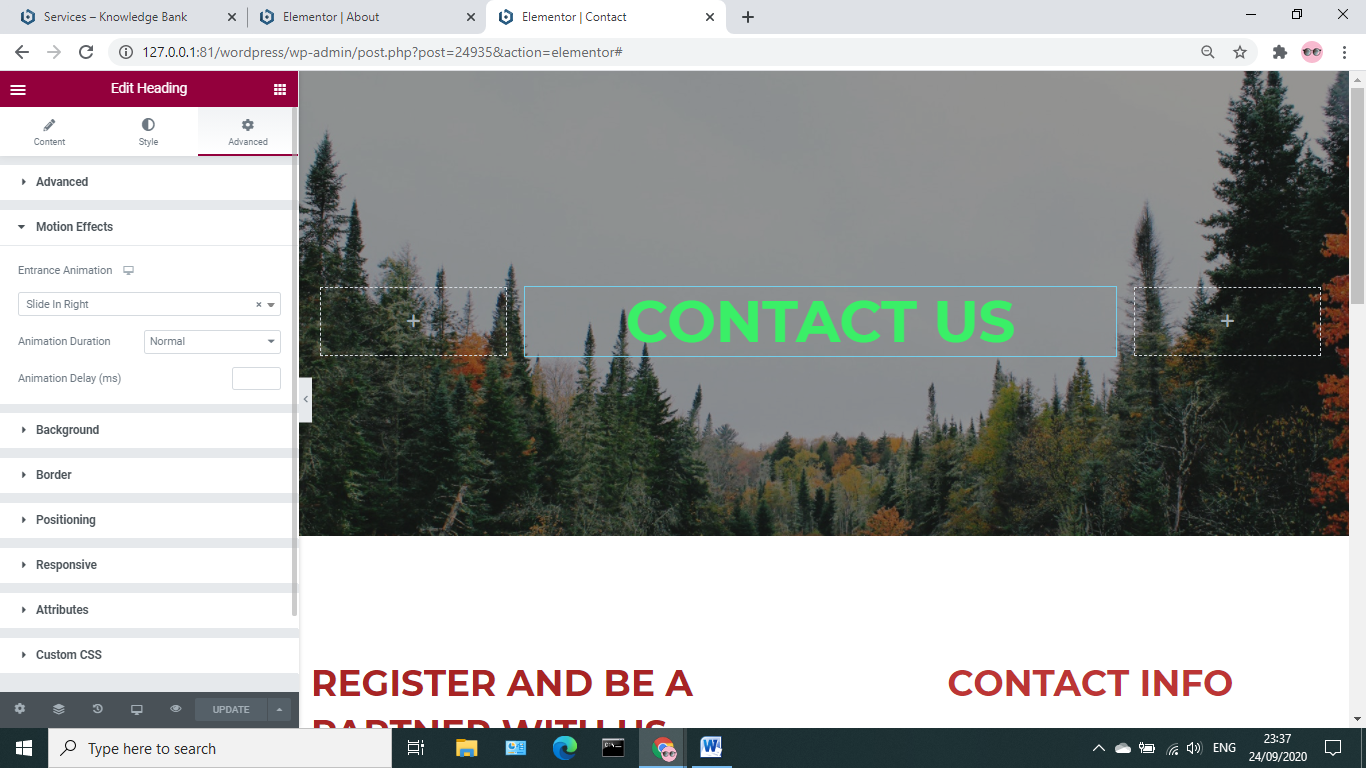 Services – Knowledge Bank
Elementor | About
Elementor | Contact
127.0.0.1:81/wordpress/wp-admin/post.php?post=24935&action=elementor#
Edit Heading
Content
Style
Advanced
Advanced
Motion Effects
Entrance Animation
Slide In Right
Animation Duration
Normal
Animation Delay (ms)
Background
Border
Positioning
Responsive
Attributes
Custom CSS
UPDATE
CONTACT US
REGISTER AND BE A
PARTNER WITH US
CONTACT INFO
Type here to search
ENG
23:37
24/09/2020